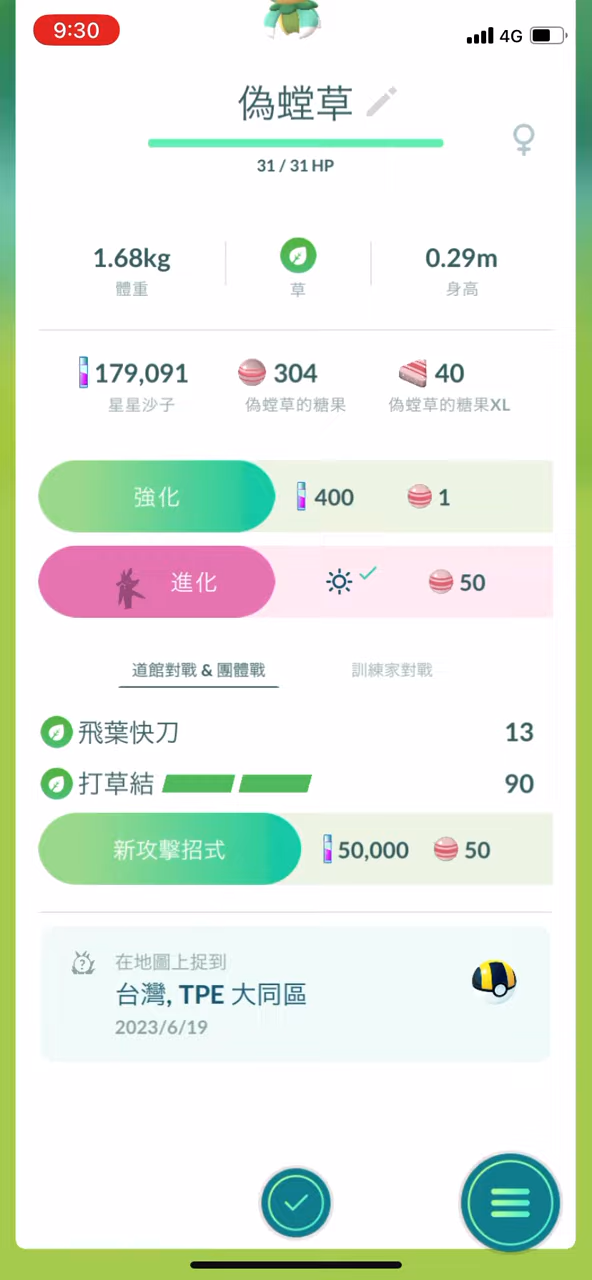 9:30
4G
偽螳草
31 / 31 HP
1.68kg
體重
草
0.29m
身高
179,091
星星沙子
304
偽螳草的糖果
40
偽螳草的糖果XL
強化
400
1
進化
50
道館對戰 & 團體戰
訓練家對戰
飛葉快刀
13
打草結
90
新攻擊招式
50,000
50
在地圖上捉到
台灣, TPE 大同區
2023/6/19